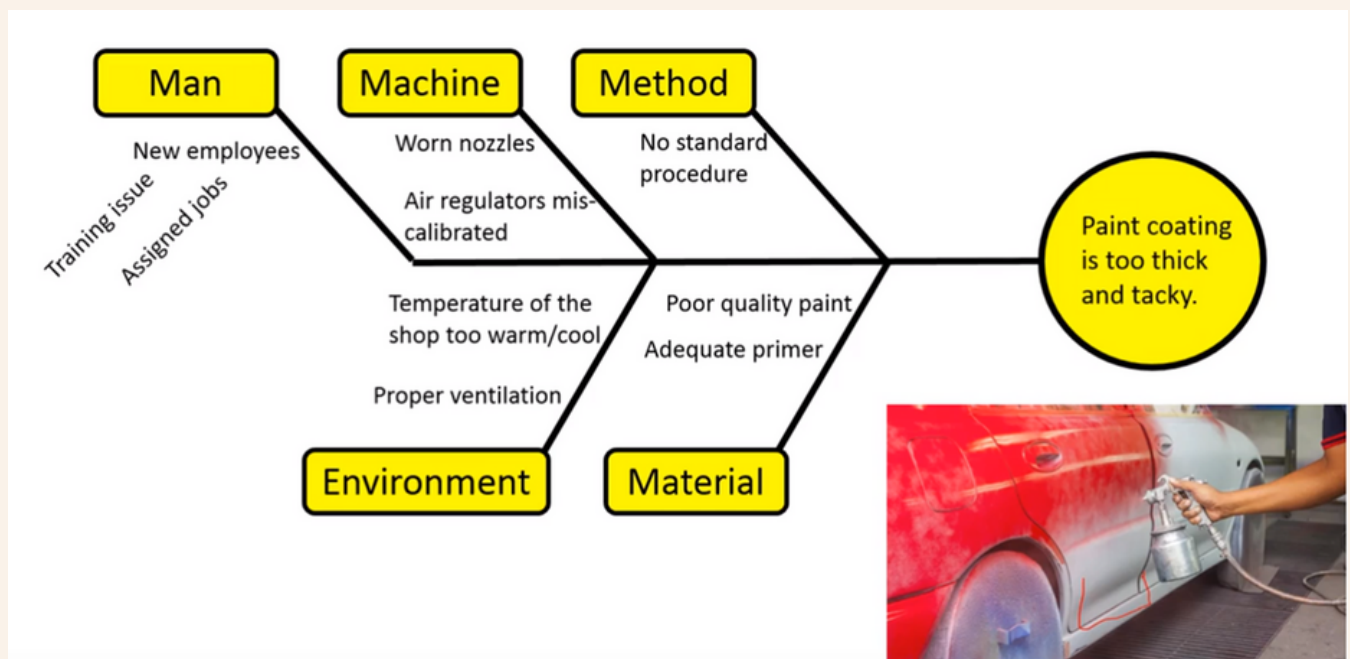 Man
Machine
Method
New employees
Training issue
Assigned jobs
Worn nozzles
Air regulators mis-
calibrated
No standard
procedure
Paint coating
is too thick
and tacky.
Temperature of the
shop too warm/cool
Proper ventilation
Poor quality paint
Adequate primer
Environment
Material